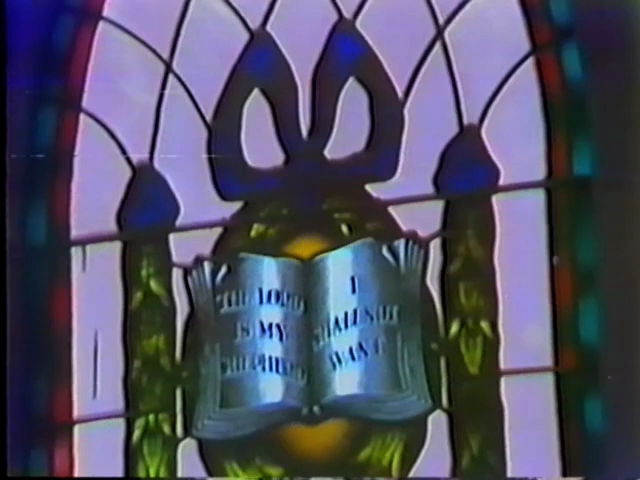 THE LORD
IS MY
SHEPHERD
I
SHALL NOT
WANT